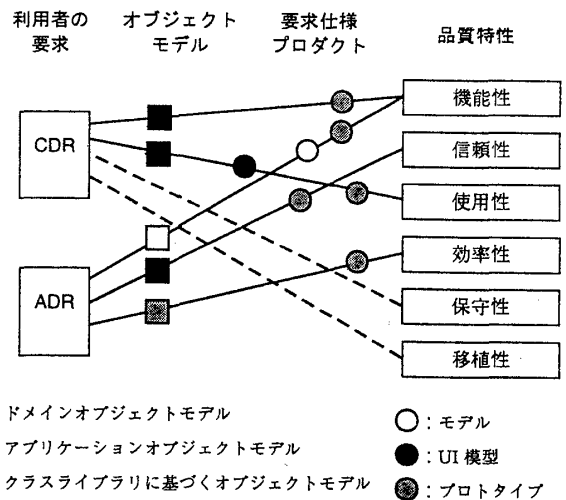 利用者の
要求
オブジェクト
モデル
要求仕様
プロダクト
品質特性
CDR
ADR
機能性
信頼性
使用性
効率性
保守性
移植性
ドメインオブジェクトモデル
アプリケーションオブジェクトモデル
クラスライブラリに基づくオブジェクトモデル
：モデル
：UI 模型
：プロトタイプ